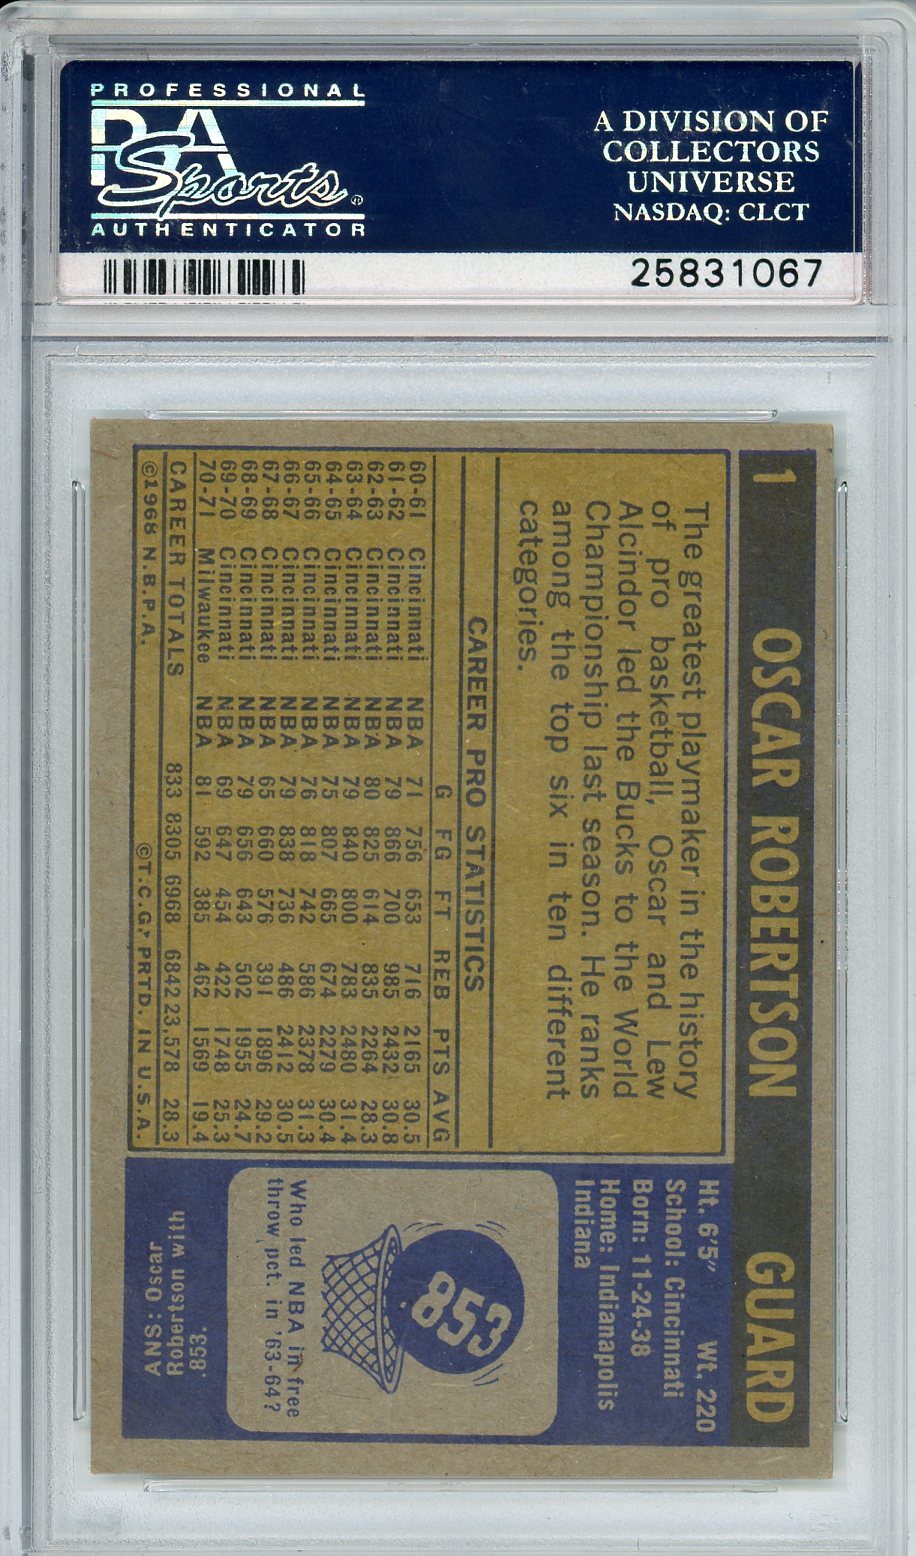 PROFESSIONAL
PSA
Sports®
AUTHENTICATOR
A DIVISION OF
COLLECTORS
UNIVERSE
NASDAQ: CLCT
25831067
1 OSCAR ROBERTSON GUARD
The greatest playmaker in the history
of pro basketball, Oscar and Lew
Alcindor led the Bucks to the World
Championship last season. He ranks
among the top six in ten different
categories.
CAREER PRO STATISTICS
G FG FT REB PTS AVG
60-61 Cincinnati NBA 71 756 653 716 2165 30.5
61-62 Cincinnati NBA 79 866 700 985 2432 30.8
62-63 Cincinnati NBA 80 825 614 835 2264 28.3
63-64 Cincinnati NBA 79 840 800 783 2480 31.4
64-65 Cincinnati NBA 75 807 665 674 2279 30.4
65-66 Cincinnati NBA 76 818 742 586 2378 31.3
66-67 Cincinnati NBA 79 838 736 486 2412 30.5
67-68 Cincinnati NBA 65 660 576 391 1896 29.2
68-69 Cincinnati NBA 79 656 643 502 1955 24.7
69-70 Cincinnati NBA 69 647 454 422 1748 25.3
70-71 Milwaukee NBA 81 592 385 462 1569 19.4
CAREER TOTALS 833 8305 6968 6842 23,578 28.3
©1968 N.B.P.A. ©T.C.G. PRTD. IN U.S.A.
Ht. 6'5" Wt. 220
School: Cincinnati
Born: 11-24-38
Home: Indianapolis
Indiana
853
Who led NBA in free
throw pct. in '63-64?
ANS: Oscar
Robertson with
.853.